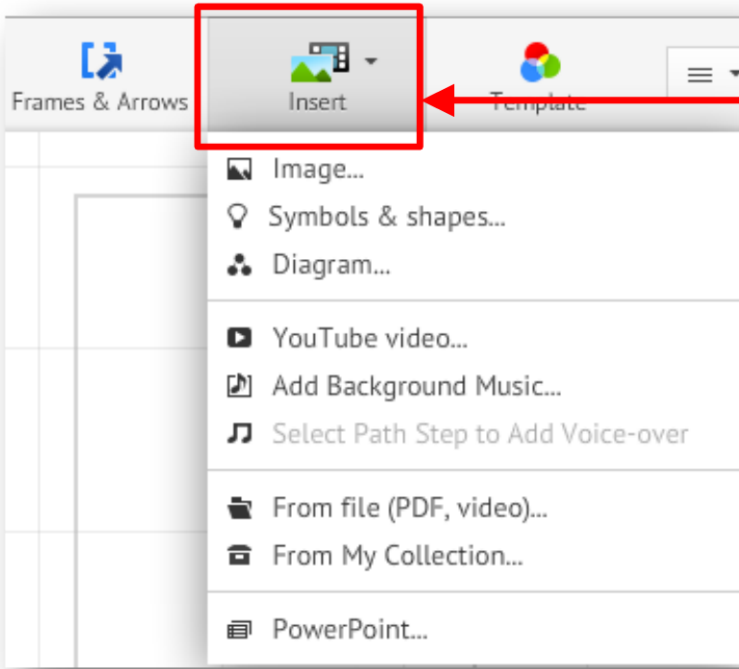 Frames & Arrows
Insert
Template
Image...
Symbols & shapes...
Diagram...
YouTube video...
Add Background Music...
Select Path Step to Add Voice-over
From file (PDF, video)...
From My Collection...
PowerPoint...